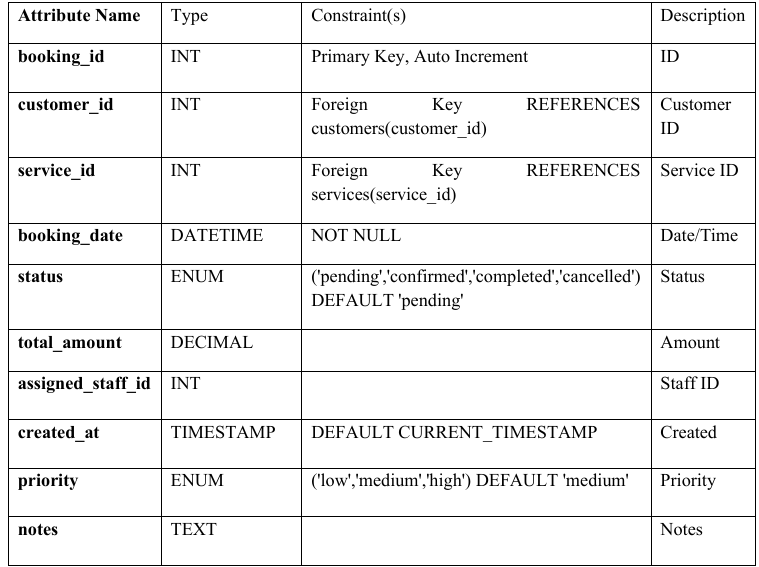 Attribute Name Type Constraint(s) Description
booking_id INT Primary Key, Auto Increment ID
customer_id INT Foreign Key REFERENCES customers(customer_id) Customer ID
service_id INT Foreign Key REFERENCES services(service_id) Service ID
booking_date DATETIME NOT NULL Date/Time
status ENUM ('pending','confirmed','completed','cancelled') DEFAULT 'pending' Status
total_amount DECIMAL Amount
assigned_staff_id INT Staff ID
created_at TIMESTAMP DEFAULT CURRENT_TIMESTAMP Created
priority ENUM ('low','medium','high') DEFAULT 'medium' Priority
notes TEXT Notes